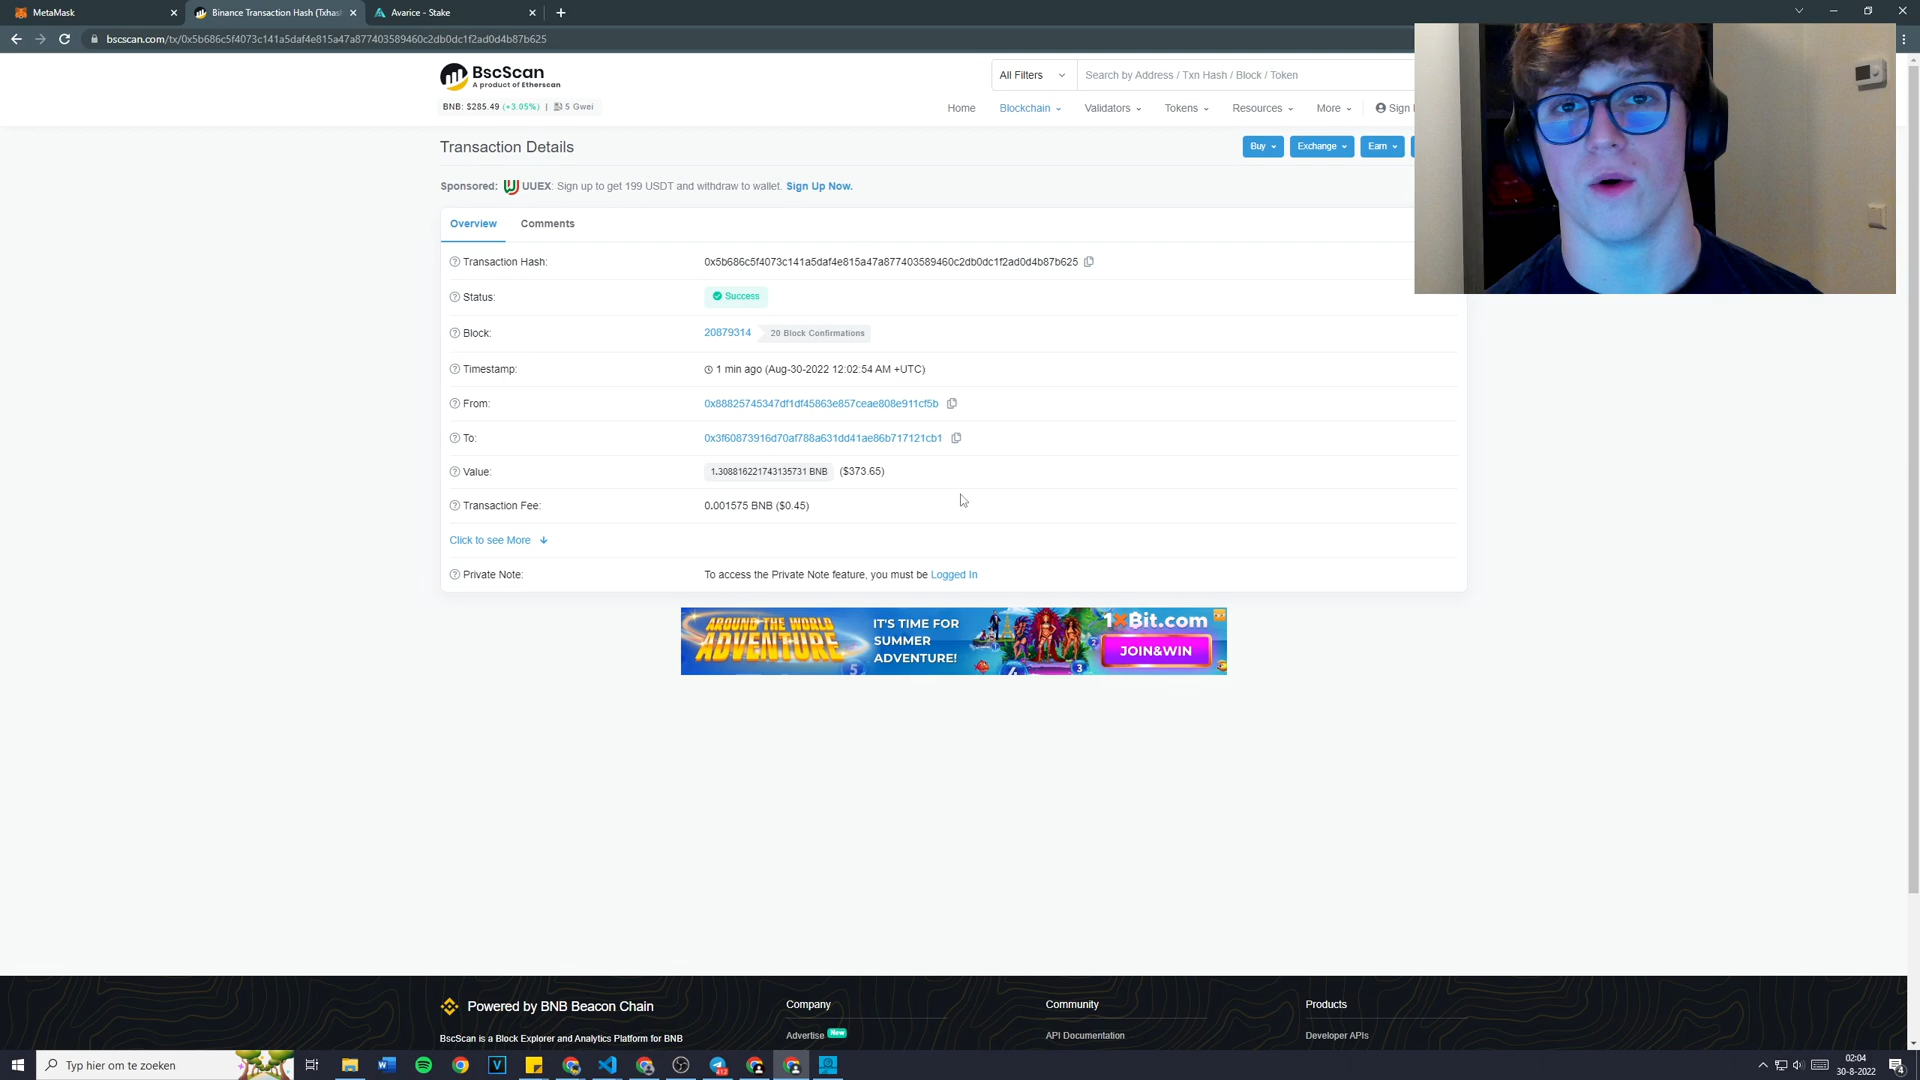 MetaMask
Binance Transaction Hash (Txhas
Avarice - Stake
bscscan.com/tx/0x5b686c5f4073c141a5daf4e815a47a877403589460c2db0dc1f2ad0d4b87b625
BscScan
A product of Etherscan
All Filters
Search by Address / Txn Hash / Block / Token
BNB: $285.49 (+3.05%) | 5 Gwei
Home Blockchain Validators Tokens Resources More Sign
Transaction Details
Buy Exchange Earn
Sponsored: UUEX: Sign up to get 199 USDT and withdraw to wallet. Sign Up Now.
Overview Comments
Transaction Hash: 0x5b686c5f4073c141a5daf4e815a47a877403589460c2db0dc1f2ad0d4b87b625
Status: Success
Block: 20879314 20 Block Confirmations
Timestamp: 1 min ago (Aug-30-2022 12:02:54 AM +UTC)
From: 0x88825745347df1df45863e857ceae808e911cf5b
To: 0x3f60873916d70af788a631dd41ae86b717121cb1
Value: 1.308816221743135731 BNB ($373.65)
Transaction Fee: 0.001575 BNB ($0.45)
Click to see More
Private Note: To access the Private Note feature, you must be Logged In
AROUND THE WORLD
ADVENTURE
IT'S TIME FOR
SUMMER
ADVENTURE!
1xBit.com
JOIN&WIN
5
4
3
2
Powered by BNB Beacon Chain
BscScan is a Block Explorer and Analytics Platform for BNB
Company
Advertise New
Community
API Documentation
Products
Developer APIs
Typ hier om te zoeken
02:04
30-8-2022